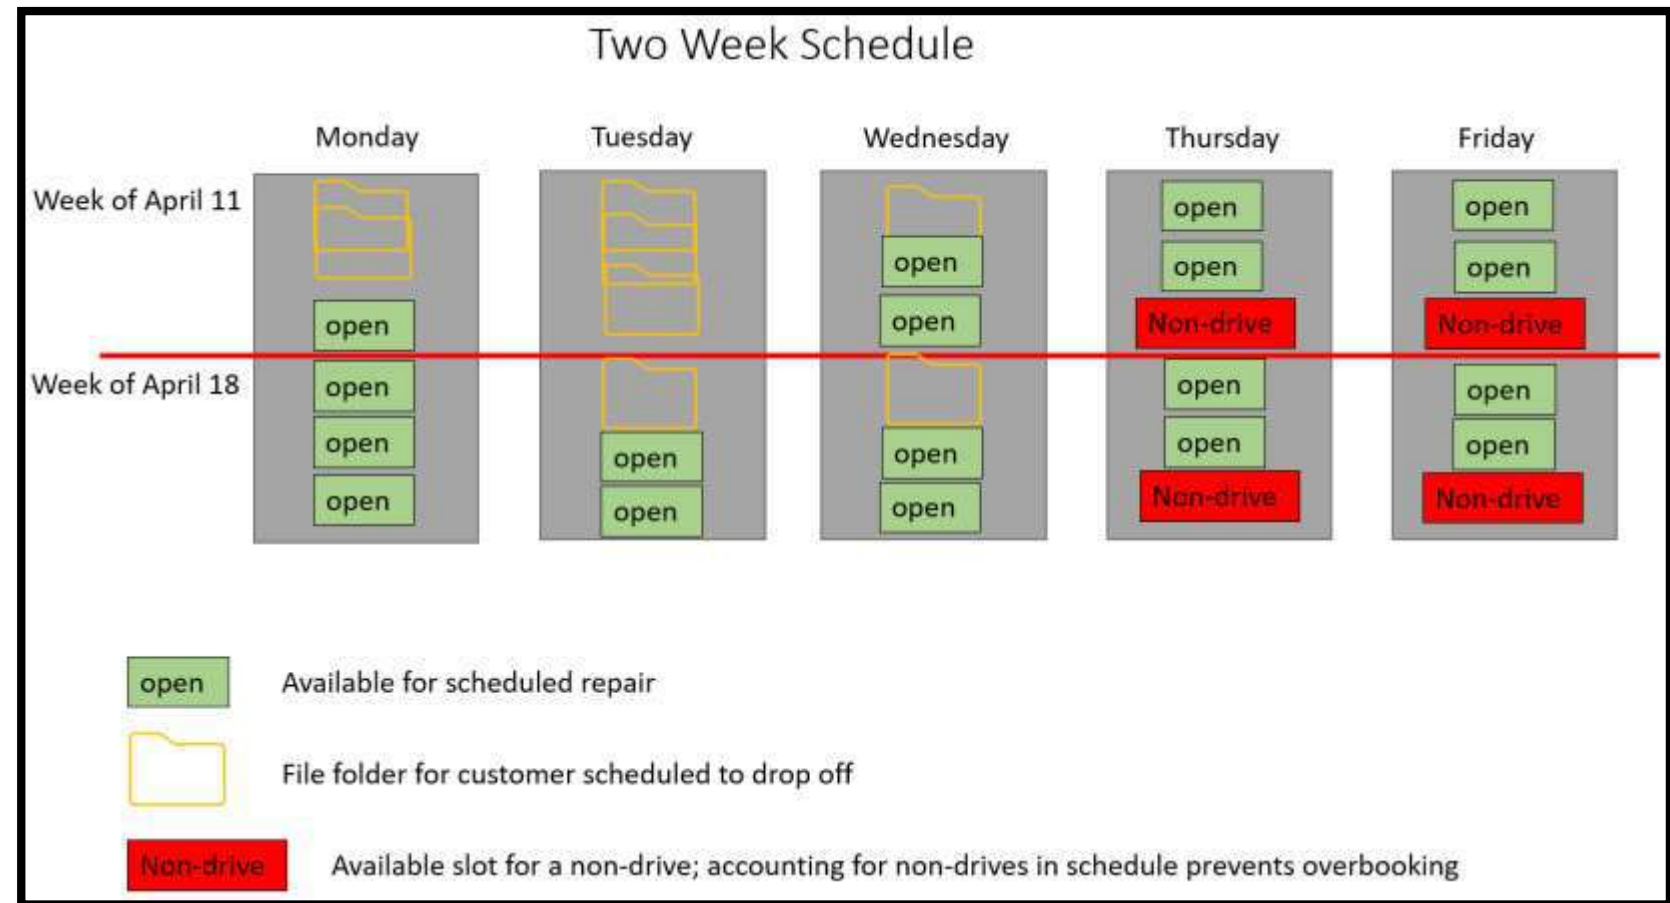 Two Week Schedule
Monday Tuesday Wednesday Thursday Friday
Week of April 11
open open
open open open
open open Non-drive Non-drive
Week of April 18
open open open
open open open open open
open open open Non-drive Non-drive
open Available for scheduled repair
File folder for customer scheduled to drop off
Non-drive Available slot for a non-drive; accounting for non-drives in schedule prevents overbooking